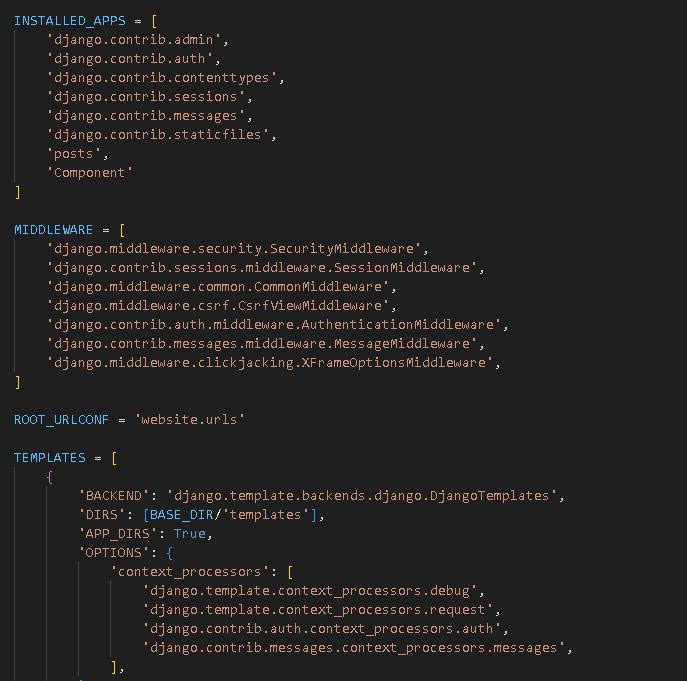 INSTALLED_APPS = [
    'django.contrib.admin',
    'django.contrib.auth',
    'django.contrib.contenttypes',
    'django.contrib.sessions',
    'django.contrib.messages',
    'django.contrib.staticfiles',
    'posts',
    'Component'
]
MIDDLEWARE = [
    'django.middleware.security.SecurityMiddleware',
    'django.contrib.sessions.middleware.SessionMiddleware',
    'django.middleware.common.CommonMiddleware',
    'django.middleware.csrf.CsrfViewMiddleware',
    'django.contrib.auth.middleware.AuthenticationMiddleware',
    'django.contrib.messages.middleware.MessageMiddleware',
    'django.middleware.clickjacking.XFrameOptionsMiddleware',
]
ROOT_URLCONF = 'website.urls'
TEMPLATES = [
    {
        'BACKEND': 'django.template.backends.django.DjangoTemplates',
        'DIRS': [BASE_DIR/'templates'],
        'APP_DIRS': True,
        'OPTIONS': {
            'context_processors': [
                'django.template.context_processors.debug',
                'django.template.context_processors.request',
                'django.contrib.auth.context_processors.auth',
                'django.contrib.messages.context_processors.messages',
            ],